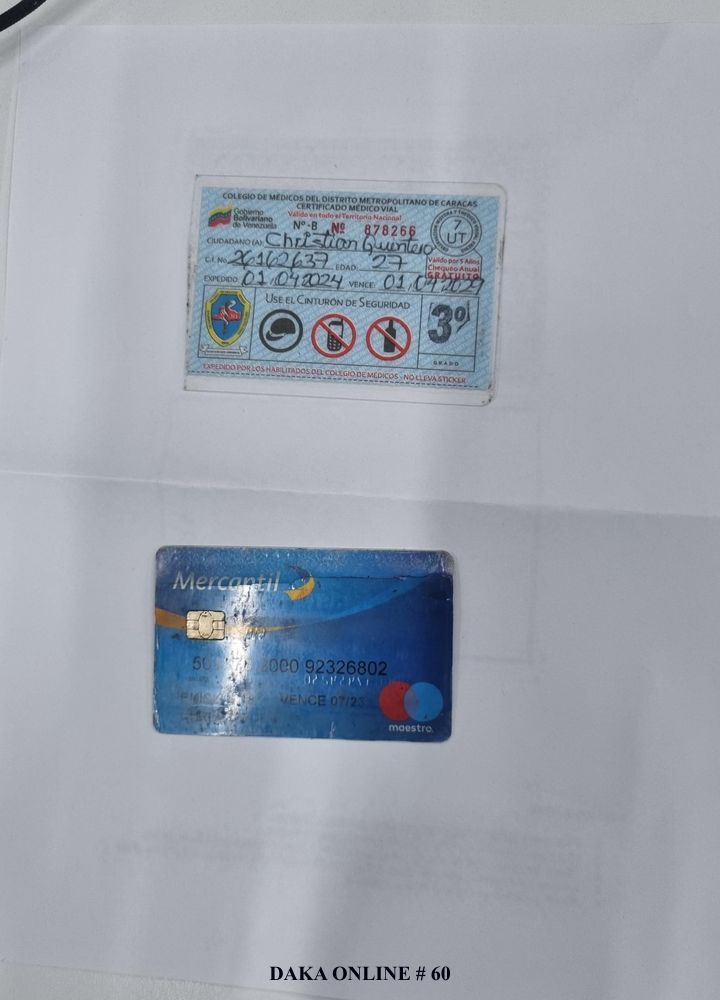 COLEGIO DE MÉDICOS DEL DISTRITO METROPOLITANO DE CARACAS
CERTIFICADO MÉDICO VIAL
Válido en todo el Territorio Nacional
Gobierno
Bolivariano
de Venezuela
Nº-B Nº 878266
7
UT
CIUDADANO (A): Christian Quintero
C.I. No. 26162637 EDAD: 27
Válido por 5 Años
Chequeo Anual
GRATUITO
EXPEDIDO: 01/04/2024 VENCE: 01/04/2029
USE EL CINTURÓN DE SEGURIDAD
3º
GRADO
EXPEDIDO POR LOS HABILITADOS DEL COLEGIO DE MÉDICOS - NO LLEVA STICKER
Mercantil
2000 92326802
VENCE 07/23
maestro.
DAKA ONLINE # 60